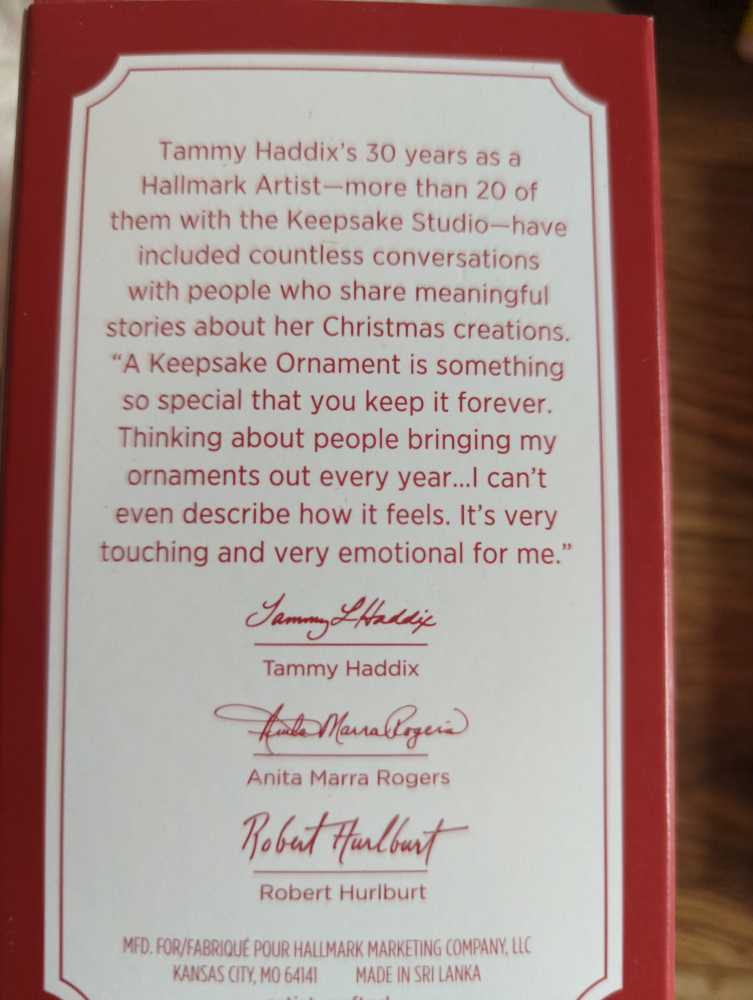 Tammy Haddix's 30 years as a
Hallmark Artist—more than 20 of
them with the Keepsake Studio—have
included countless conversations
with people who share meaningful
stories about her Christmas creations.
"A Keepsake Ornament is something
so special that you keep it forever.
Thinking about people bringing my
ornaments out every year...I can't
even describe how it feels. It's very
touching and very emotional for me."
Tammy L Haddix
Tammy Haddix
Anita Marra Rogers
Anita Marra Rogers
Robert Hurlburt
Robert Hurlburt
MFD. FOR/FABRIQUÉ POUR HALLMARK MARKETING COMPANY, LLC
KANSAS CITY, MO 64141 MADE IN SRI LANKA